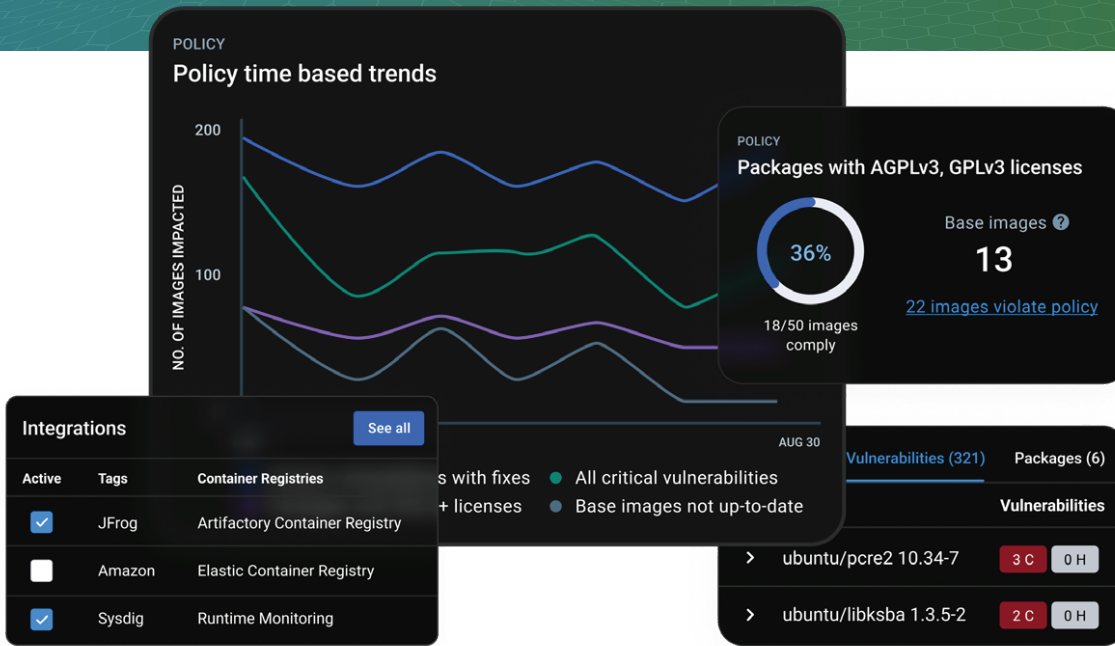 POLICY
Policy time based trends
200
100
NO. OF IMAGES IMPACTED
AUG 30
s with fixes
All critical vulnerabilities
+ licenses
Base images not up-to-date
POLICY
Packages with AGPLv3, GPLv3 licenses
36%
18/50 images
comply
Base images ?
13
22 images violate policy
Integrations
See all
Active Tags Container Registries
JFrog Artifactory Container Registry
Amazon Elastic Container Registry
Sysdig Runtime Monitoring
Vulnerabilities (321) Packages (6)
Vulnerabilities
ubuntu/pcre2 10.34-7 3 C 0 H
ubuntu/libksba 1.3.5-2 2 C 0 H